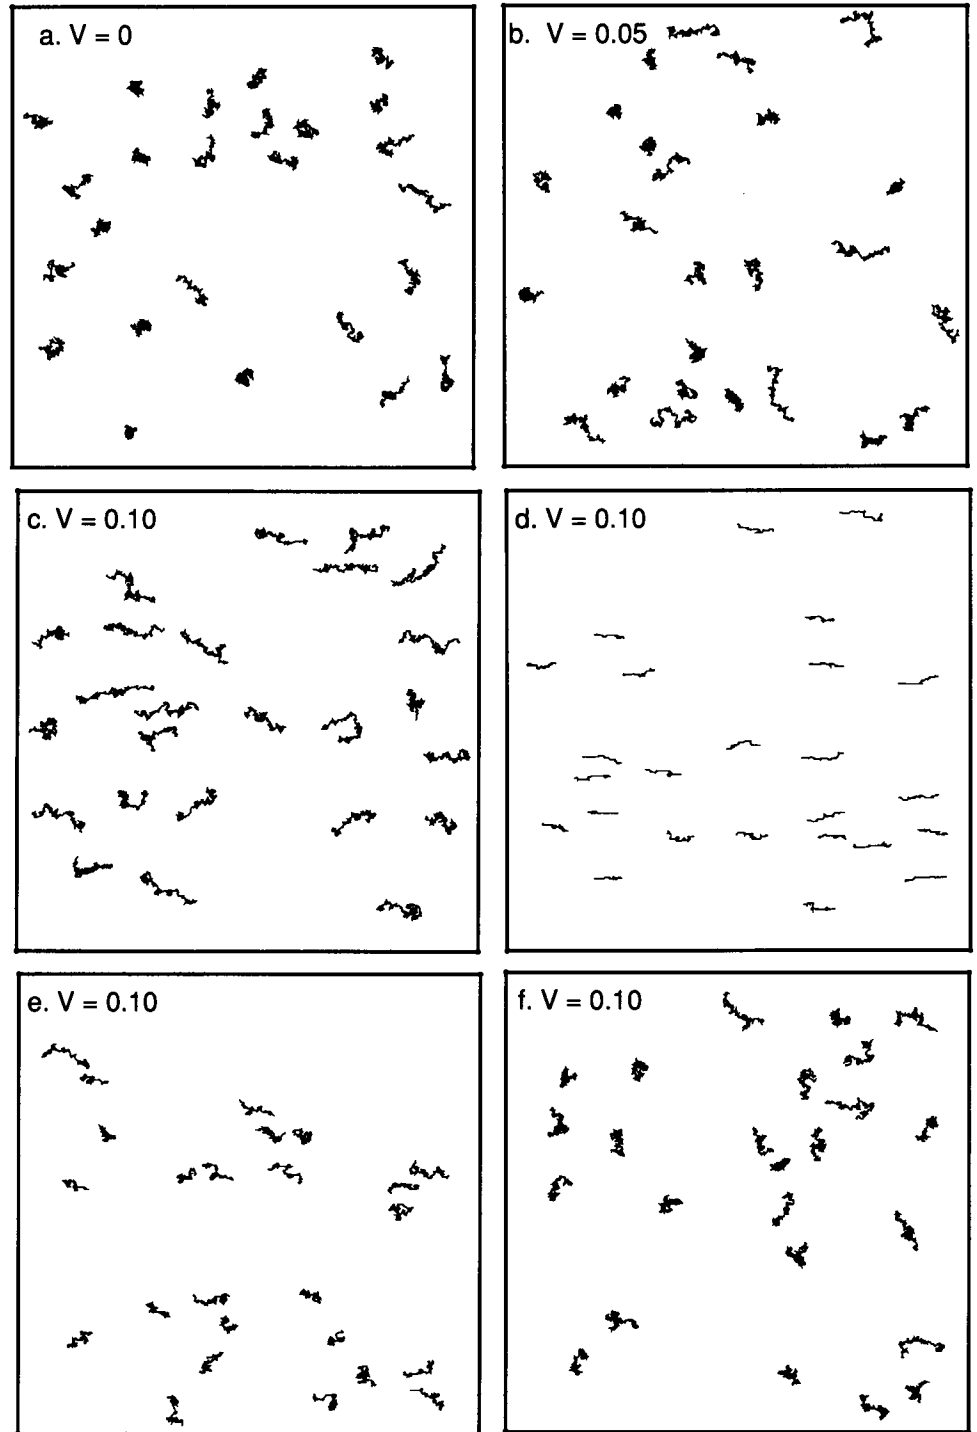 a. V = 0
b. V = 0.05
c. V = 0.10
d. V = 0.10
e. V = 0.10
f. V = 0.10